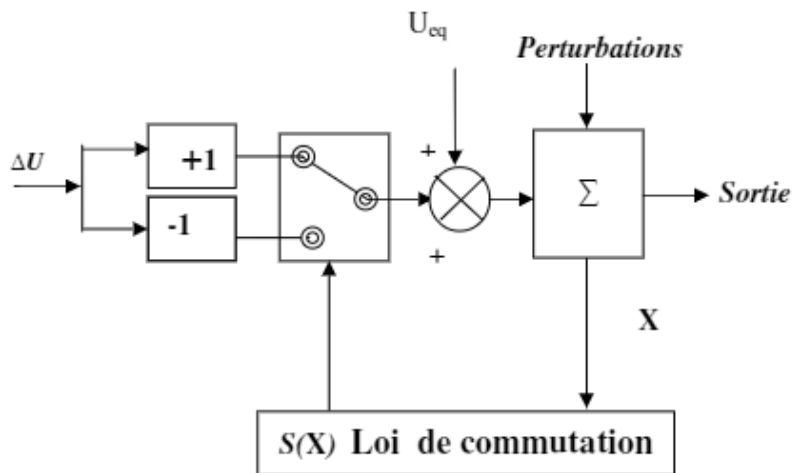 U_eq
Perturbations
ΔU
+1
+
Σ
Sortie
-1
+
X
S(X) Loi de commutation